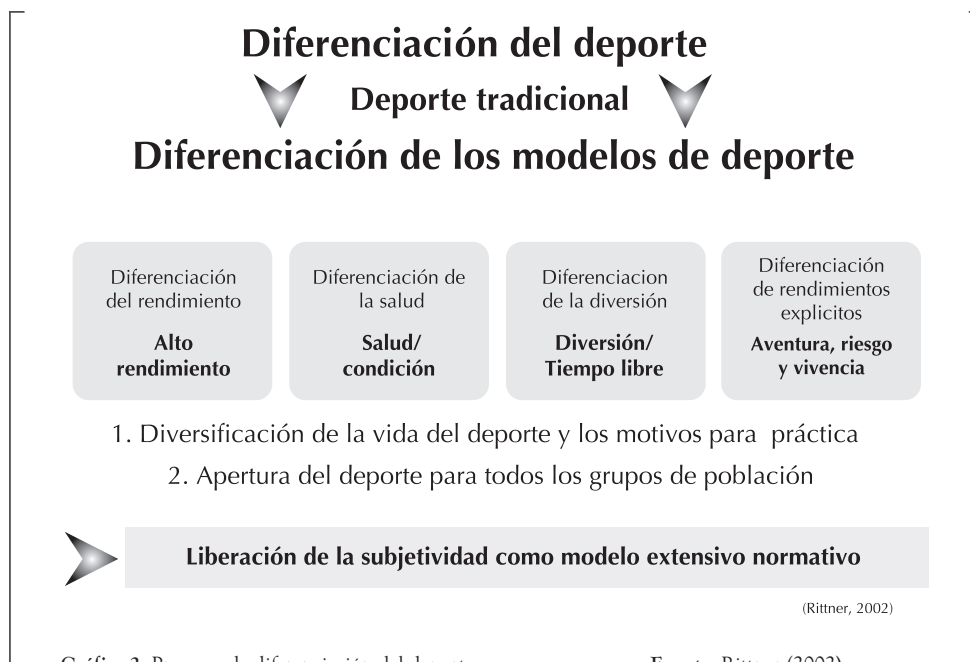 Diferenciación del deporte
Deporte tradicional
Diferenciación de los modelos de deporte
Diferenciación
del rendimiento
Alto
rendimiento
Diferenciación de
la salud
Salud/
condición
Diferenciacion
de la diversión
Diversión/
Tiempo libre
Diferenciación
de rendimientos
explicitos
Aventura, riesgo
y vivencia
1. Diversificación de la vida del deporte y los motivos para práctica
2. Apertura del deporte para todos los grupos de población
Liberación de la subjetividad como modelo extensivo normativo
(Rittner, 2002)